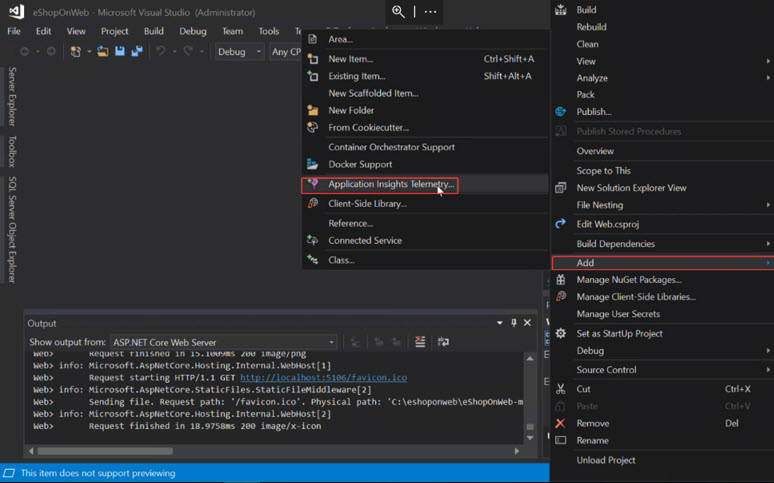 eShopOnWeb - Microsoft Visual Studio (Administrator)
File Edit View Project Build Debug Team Tools
Debug Any CP
Server Explorer
Toolbox
SQL Server Object Explorer
Area...
New Item... Ctrl+Shift+A
Existing Item... Shift+Alt+A
New Scaffolded Item...
New Folder
From Cookiecutter...
Container Orchestrator Support
Docker Support
Application Insights Telemetry...
Client-Side Library...
Reference...
Connected Service
Class...
Build
Rebuild
Clean
View
Analyze
Pack
Publish...
Publish Stored Procedures
Overview
Scope to This
New Solution Explorer View
File Nesting
Edit Web.csproj
Build Dependencies
Add
Manage NuGet Packages...
Manage Client-Side Libraries...
Manage User Secrets
Set as StartUp Project
Debug
Source Control
Cut Ctrl+X
Paste Ctrl+V
Remove Del
Rename
Unload Project
Output
Show output from: ASP.NET Core Web Server
Web> Request finished in 15.1009ms 200 image/png
Web> info: Microsoft.AspNetCore.Hosting.Internal.WebHost[1]
Web> Request starting HTTP/1.1 GET http://localhost:5106/favicon.ico
Web> info: Microsoft.AspNetCore.StaticFiles.StaticFileMiddleware[2]
Web> Sending file. Request path: '/favicon.ico'. Physical path: 'C:\eshoponweb\eShopOnWeb-m
Web> info: Microsoft.AspNetCore.Hosting.Internal.WebHost[2]
Web> Request finished in 18.9758ms 200 image/x-icon
This item does not support previewing